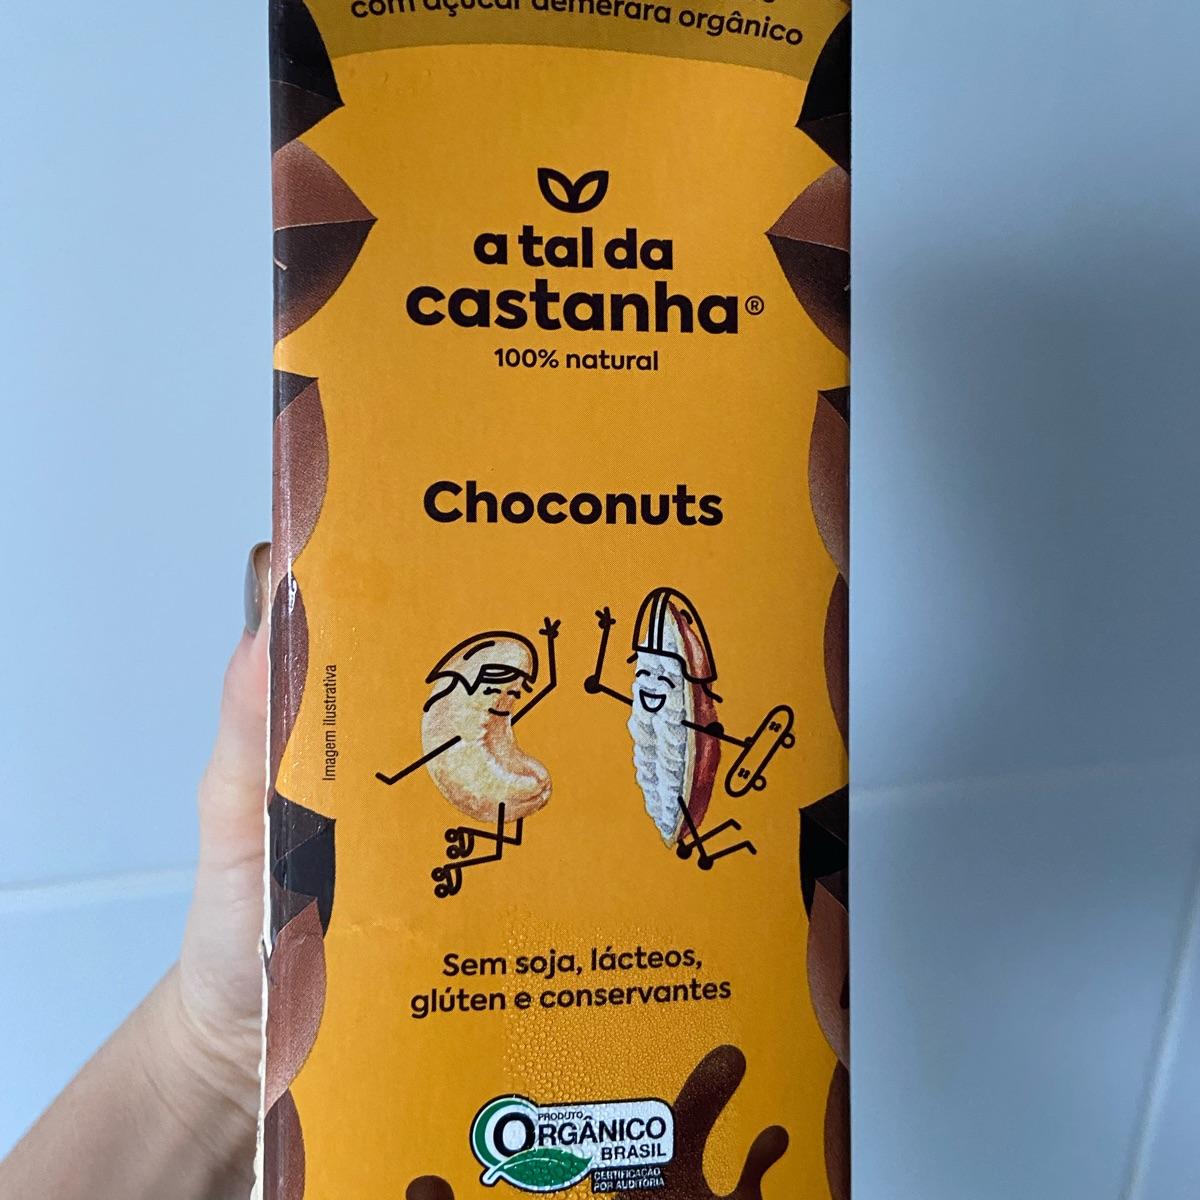 com açúcar demerara orgânico
a tal da
castanha®
100% natural
Choconuts
Imagem ilustrativa
Sem soja, lácteos,
glúten e conservantes
PRODUTO
ORGÂNICO
BRASIL
CERTIFICAÇÃO
POR AUDITORIA